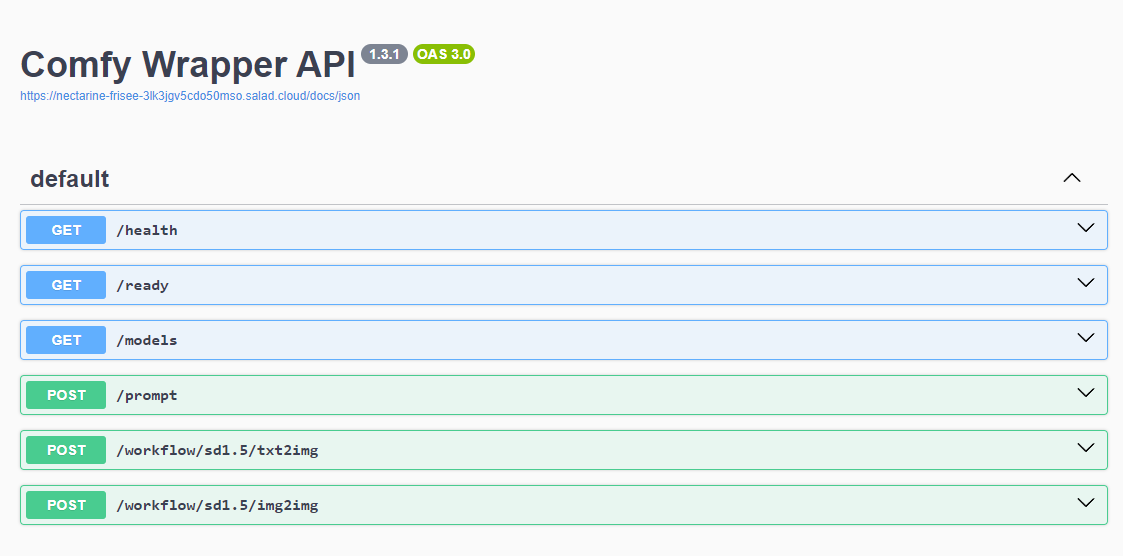 Comfy Wrapper API 1.3.1 OAS 3.0
https://nectarine-frisee-3lk3jgv5cdo50mso.salad.cloud/docs/json
default
GET /health
GET /ready
GET /models
POST /prompt
POST /workflow/sd1.5/txt2img
POST /workflow/sd1.5/img2img